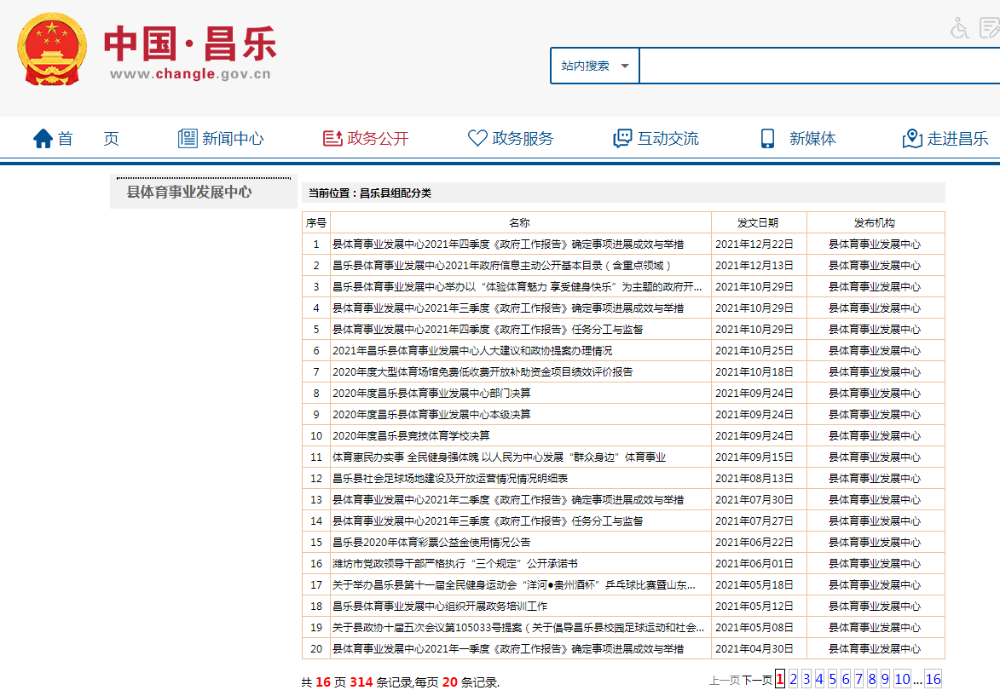 中国·昌乐
www.changle.gov.cn
站内搜索
首 页 新闻中心 政务公开 政务服务 互动交流 新媒体 走进昌乐
县体育事业发展中心
当前位置：昌乐县组配分类
序号 名称 发文日期 发布机构
1 县体育事业发展中心2021年四季度《政府工作报告》确定事项进展成效与举措 2021年12月22日 县体育事业发展中心
2 昌乐县体育事业发展中心2021年政府信息主动公开基本目录（含重点领域） 2021年12月13日 县体育事业发展中心
3 昌乐县体育事业发展中心举办以“体验体育魅力 享受健身快乐”为主题的政府开... 2021年10月29日 县体育事业发展中心
4 县体育事业发展中心2021年三季度《政府工作报告》确定事项进展成效与举措 2021年10月29日 县体育事业发展中心
5 县体育事业发展中心2021年四季度《政府工作报告》任务分工与监督 2021年10月29日 县体育事业发展中心
6 2021年昌乐县体育事业发展中心人大建议和政协提案办理情况 2021年10月25日 县体育事业发展中心
7 2020年度大型体育场馆免费低收费开放补助资金项目绩效评价报告 2021年10月18日 县体育事业发展中心
8 2020年度昌乐县体育事业发展中心部门决算 2021年09月24日 县体育事业发展中心
9 2020年度昌乐县体育事业发展中心本级决算 2021年09月24日 县体育事业发展中心
10 2020年度昌乐县竞技体育学校决算 2021年09月24日 县体育事业发展中心
11 体育惠民办实事 全民健身强体魄 以人民为中心发展“群众身边”体育事业 2021年09月15日 县体育事业发展中心
12 昌乐县社会足球场地建设及开放运营情况情况明细表 2021年08月13日 县体育事业发展中心
13 县体育事业发展中心2021年二季度《政府工作报告》确定事项进展成效与举措 2021年07月30日 县体育事业发展中心
14 县体育事业发展中心2021年三季度《政府工作报告》任务分工与监督 2021年07月27日 县体育事业发展中心
15 昌乐县2020年体育彩票公益金使用情况公告 2021年06月22日 县体育事业发展中心
16 潍坊市党政领导干部严格执行“三个规定”公开承诺书 2021年06月01日 县体育事业发展中心
17 关于举办昌乐县第十一届全民健身运动会“洋河●贵州酒杯”乒乓球比赛暨山东... 2021年05月18日 县体育事业发展中心
18 昌乐县体育事业发展中心组织开展政务培训工作 2021年05月12日 县体育事业发展中心
19 关于县政协十届五次会议第105033号提案（关于倡导昌乐县校园足球运动和社会... 2021年05月08日 县体育事业发展中心
20 县体育事业发展中心2021年一季度《政府工作报告》确定事项进展成效与举措 2021年04月30日 县体育事业发展中心
共 16 页 314 条记录,每页 20 条记录. 上一页 下一页 1 2 3 4 5 6 7 8 9 10 ... 16